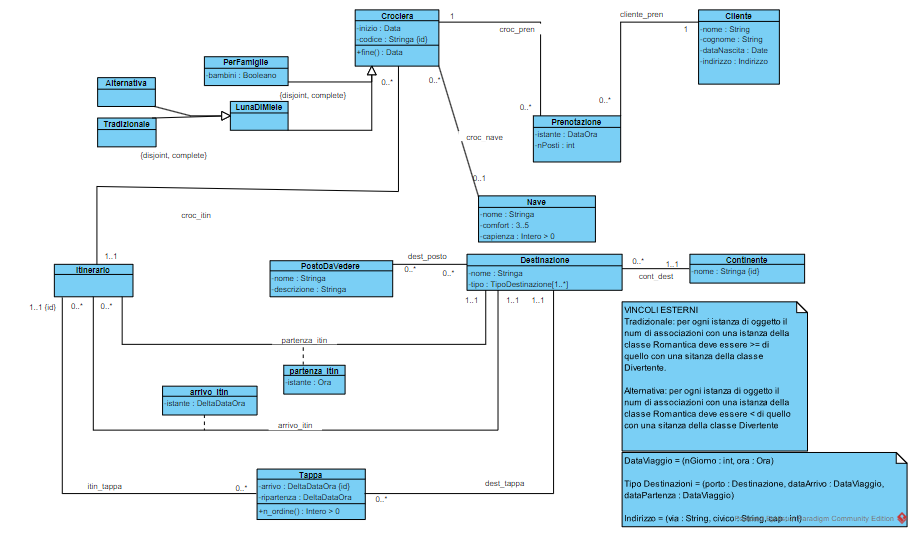 Crociera
-inizio : Data
-codice : Stringa {id}
+fine() : Data
1
croc_pren
cliente_pren
1
Cliente
-nome : String
-cognome : String
-dataNascita : Date
-indirizzo : Indirizzo
PerFamiglie
-bambini : Booleano
Alternativa
LunaDiMiele
{disjoint, complete}
Tradizionale
{disjoint, complete}
0..*
0..*
0..*
0..*
Prenotazione
-istante : DataOra
-nPosti : int
croc_nave
0..1
Nave
-nome : Stringa
-comfort : 3..5
-capienza : Intero > 0
croc_itin
1..1
Itinerario
PostoDaVedere
-nome : Stringa
-descrizione : Stringa
dest_posto
0..*
0..*
Destinazione
-nome : Stringa
-tipo : TipoDestinazione[1..*]
0..*
1..1
cont_dest
Continente
-nome : Stringa {id}
1..1 {id}
0..*
0..*
1..1
1..1
1..1
partenza_itin
partenza_itin
-istante : Ora
arrivo_itin
-istante : DeltaDataOra
arrivo_itin
VINCOLI ESTERNI
Tradizionale: per ogni istanza di oggetto il
num di associazioni con una istanza della
classe Romantica deve essere >= di
quello con una sitanza della classe
Divertente.
Alternativa: per ogni istanza di oggetto il
num di associazioni con una istanza della
classe Romantica deve essere < di quello
con una sitanza della classe Divertente
itin_tappa
0..*
Tappa
-arrivo : DeltaDataOra {id}
-ripartenza : DeltaDataOra
+n_ordine() : Intero > 0
0..*
dest_tappa
DataViaggio = (nGiorno : int, ora : Ora)
Tipo Destinazioni = (porto : Destinazione, dataArrivo : DataViaggio,
dataPartenza : DataViaggio)
Indirizzo = (via : String, civico : String, cap : int)
Paradigm Community Edition